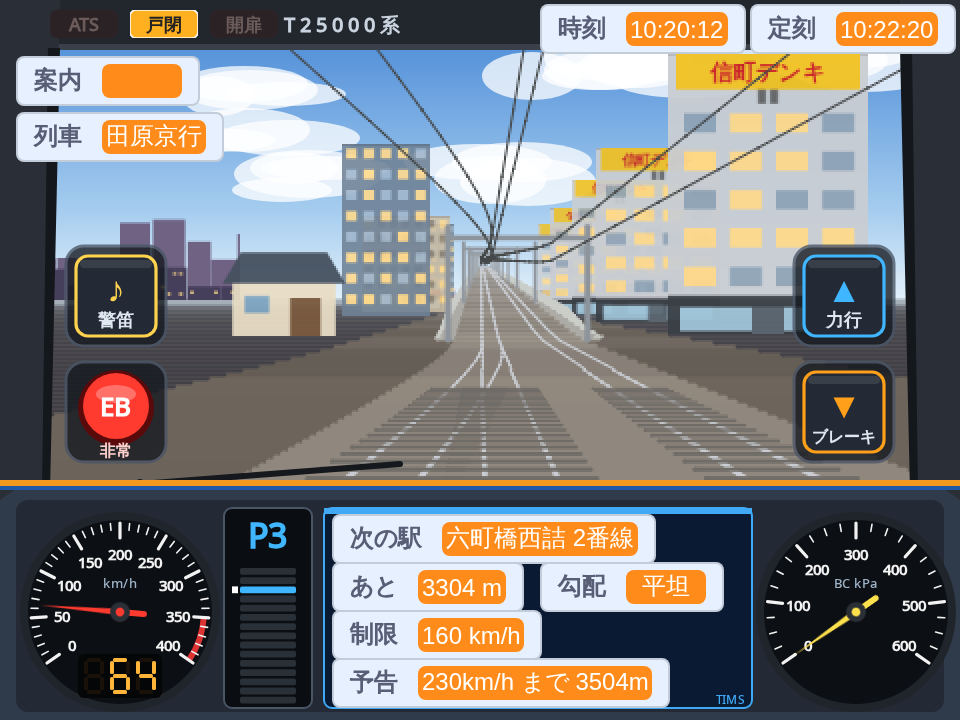 ATS 戸閉 開扉 T25000系
時刻 10:20:12
定刻 10:22:20
案内
列車 田原京行
信町デンキ
信町デ
♪
警笛
EB
非常
▲
力行
▼
ブレーキ
km/h
0 50 100 150 200 250 300 350 400
64
P3
次の駅 六町橋西詰 2番線
あと 3304 m
勾配 平坦
制限 160 km/h
予告 230km/h まで 3504m
TIMS
BC kPa
0 100 200 300 400 500 600